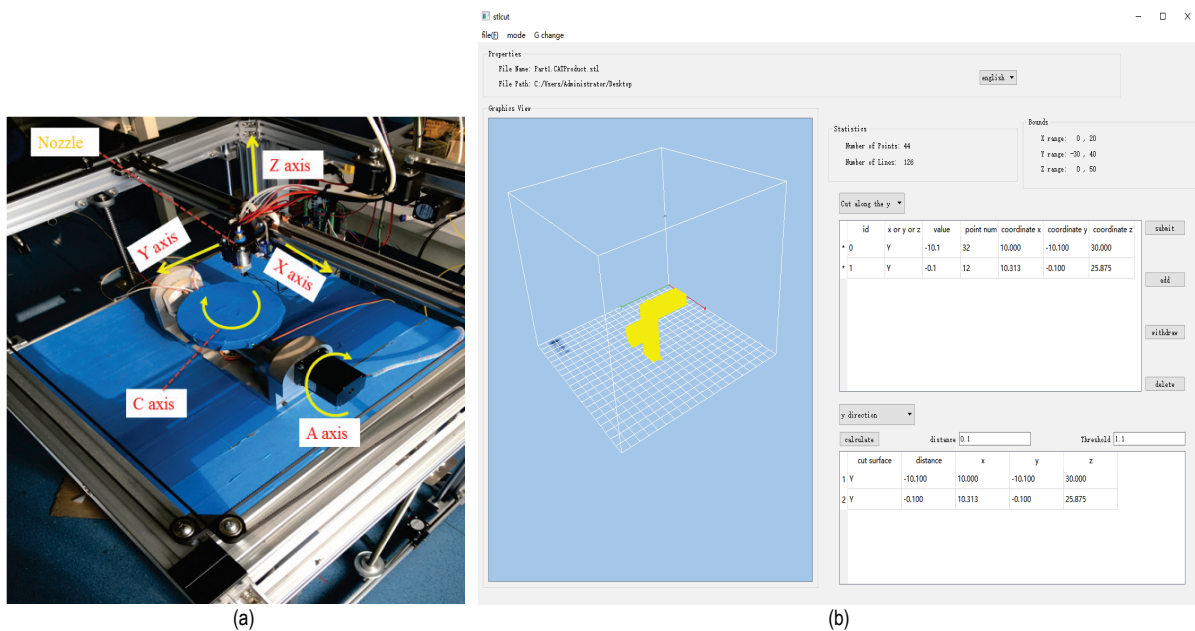 Nozzle
Z axis
Y axis
X axis
C axis
A axis
(a)
stlcut
file(F) mode G change
Properties
File Name: Part1.CATProduct.stl
File Path: C:/Users/Administrator/Desktop
english
Graphics View
Statistics
Number of Points: 44
Number of Lines: 126
Bounds
X range: 0 , 20
Y range: -30 , 40
Z range: 0 , 50
Cut along the y
id x or y or z value point num coordinate x coordinate y coordinate z
* 0 Y -10.1 32 10.000 -10.100 30.000
* 1 Y -0.1 12 10.313 -0.100 25.875
submit
add
withdraw
delete
y direction
calculate distance 0.1 Threshold 1.1
cut surface distance x y z
1 Y -10.100 10.000 -10.100 30.000
2 Y -0.100 10.313 -0.100 25.875
(b)